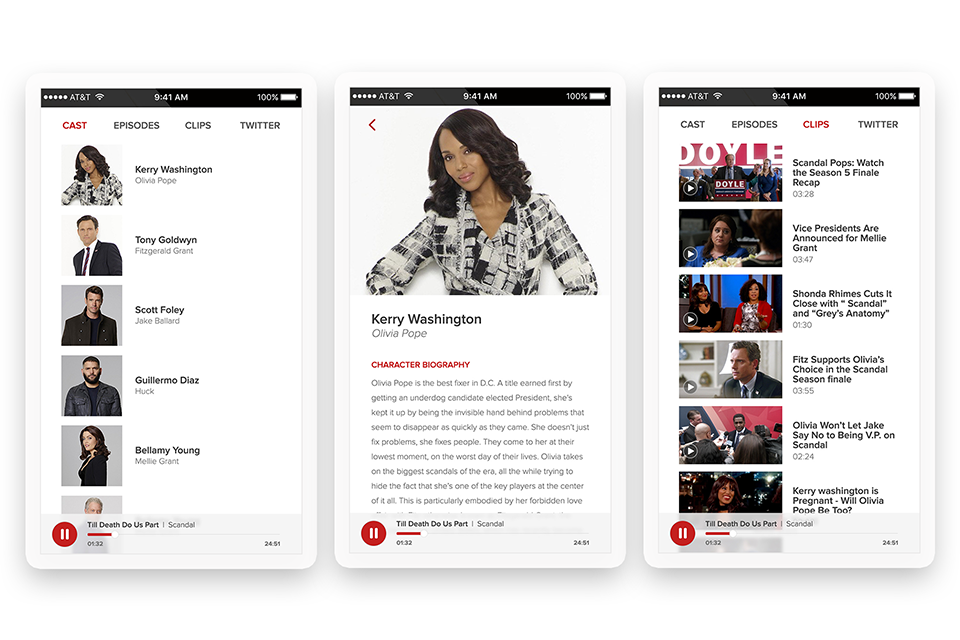 AT&T 9:41 AM 100%
CAST EPISODES CLIPS TWITTER
Kerry Washington
Olivia Pope
Tony Goldwyn
Fitzgerald Grant
Scott Foley
Jake Ballard
Guillermo Diaz
Huck
Bellamy Young
Mellie Grant
Till Death Do Us Part | Scandal
01:32 24:51
AT&T 9:41 AM 100%
Kerry Washington
Olivia Pope
CHARACTER BIOGRAPHY
Olivia Pope is the best fixer in D.C. A title earned first by
getting an underdog candidate elected President, she's
kept it up by being the invisible hand behind problems that
seem to disappear as quickly as they came. She doesn't just
fix problems, she fixes people. They come to her at their
lowest moment, on the worst day of their lives. Olivia takes
on the biggest scandals of the era, all the while trying to
hide the fact that she's one of the key players at the center
of it all. This is particularly embodied by her forbidden love
Till Death Do Us Part | Scandal
01:32 24:51
AT&T 9:41 AM 100%
CAST EPISODES CLIPS TWITTER
DOYLE
DOYLE
Scandal Pops: Watch
the Season 5 Finale
Recap
03:28
Vice Presidents Are
Announced for Mellie
Grant
03:47
Shonda Rhimes Cuts It
Close with “ Scandal”
and “Grey's Anatomy”
01:30
Fitz Supports Olivia's
Choice in the Scandal
Season finale
03:55
Olivia Won't Let Jake
Say No to Being V.P. on
Scandal
02:24
Kerry washington is
Pregnant - Will Olivia
Pope Be Too?
Till Death Do Us Part | Scandal
01:32 24:51